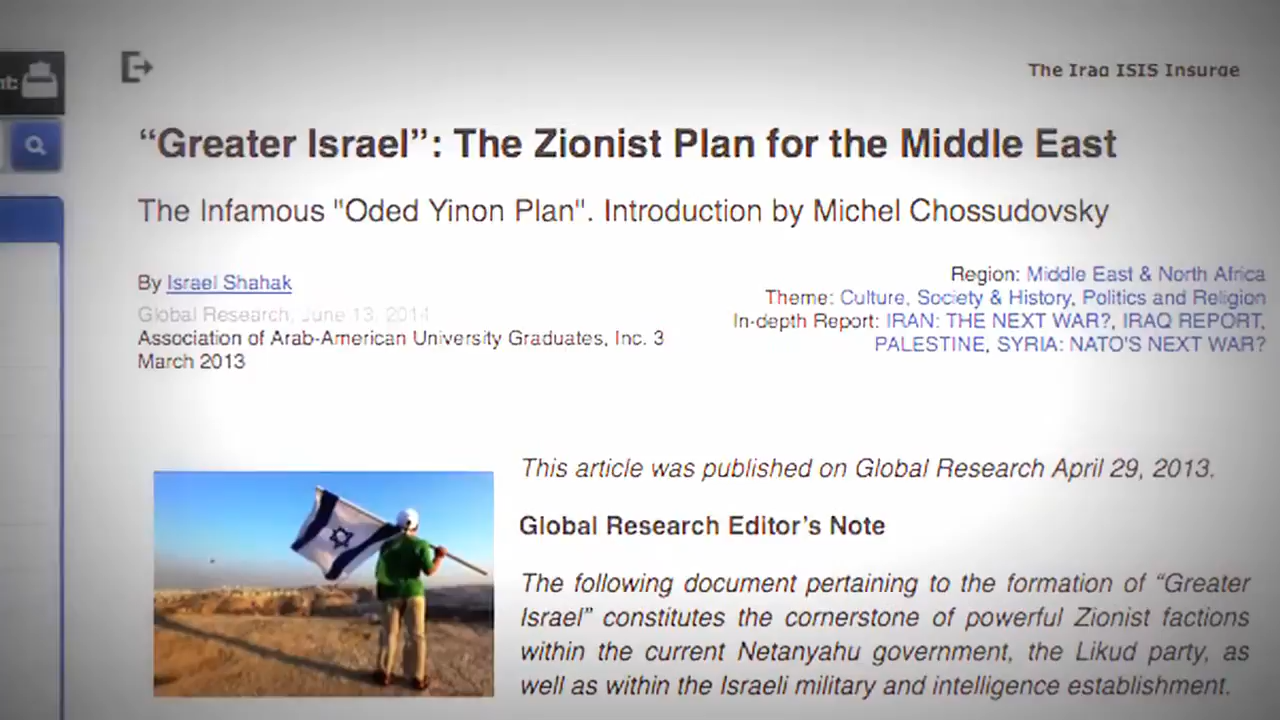 nt:
The Iraq ISIS Insurge
“Greater Israel”: The Zionist Plan for the Middle East
The Infamous "Oded Yinon Plan". Introduction by Michel Chossudovsky
By Israel Shahak
Global Research, June 13, 2014
Association of Arab-American University Graduates, Inc. 3
March 2013
Region: Middle East & North Africa
Theme: Culture, Society & History, Politics and Religion
In-depth Report: IRAN: THE NEXT WAR?, IRAQ REPORT,
PALESTINE, SYRIA: NATO'S NEXT WAR?
This article was published on Global Research April 29, 2013.
Global Research Editor’s Note
The following document pertaining to the formation of “Greater
Israel” constitutes the cornerstone of powerful Zionist factions
within the current Netanyahu government, the Likud party, as
well as within the Israeli military and intelligence establishment.